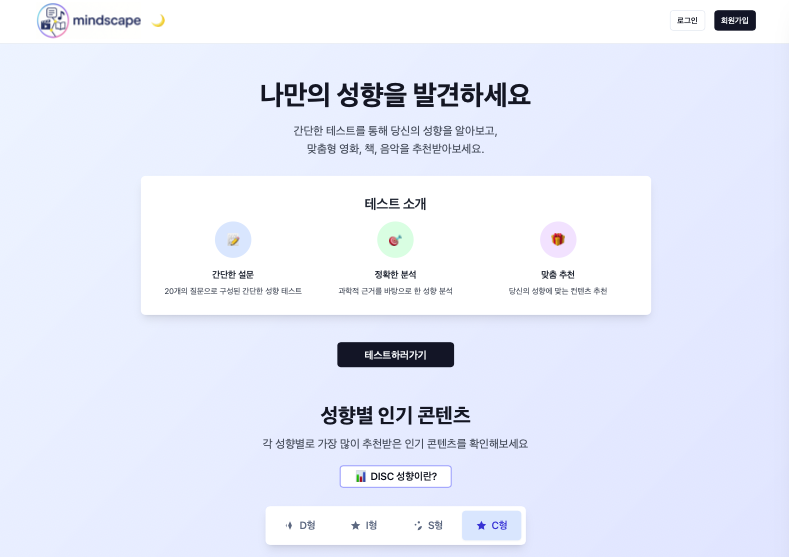 mindscape
로그인
회원가입
나만의 성향을 발견하세요
간단한 테스트를 통해 당신의 성향을 알아보고,
맞춤형 영화, 책, 음악을 추천받아보세요.
테스트 소개
간단한 설문
20개의 질문으로 구성된 간단한 성향 테스트
정확한 분석
과학적 근거를 바탕으로 한 성향 분석
맞춤 추천
당신의 성향에 맞는 컨텐츠 추천
테스트하러가기
성향별 인기 콘텐츠
각 성향별로 가장 많이 추천받은 인기 콘텐츠를 확인해보세요
DISC 성향이란?
D형
I형
S형
C형